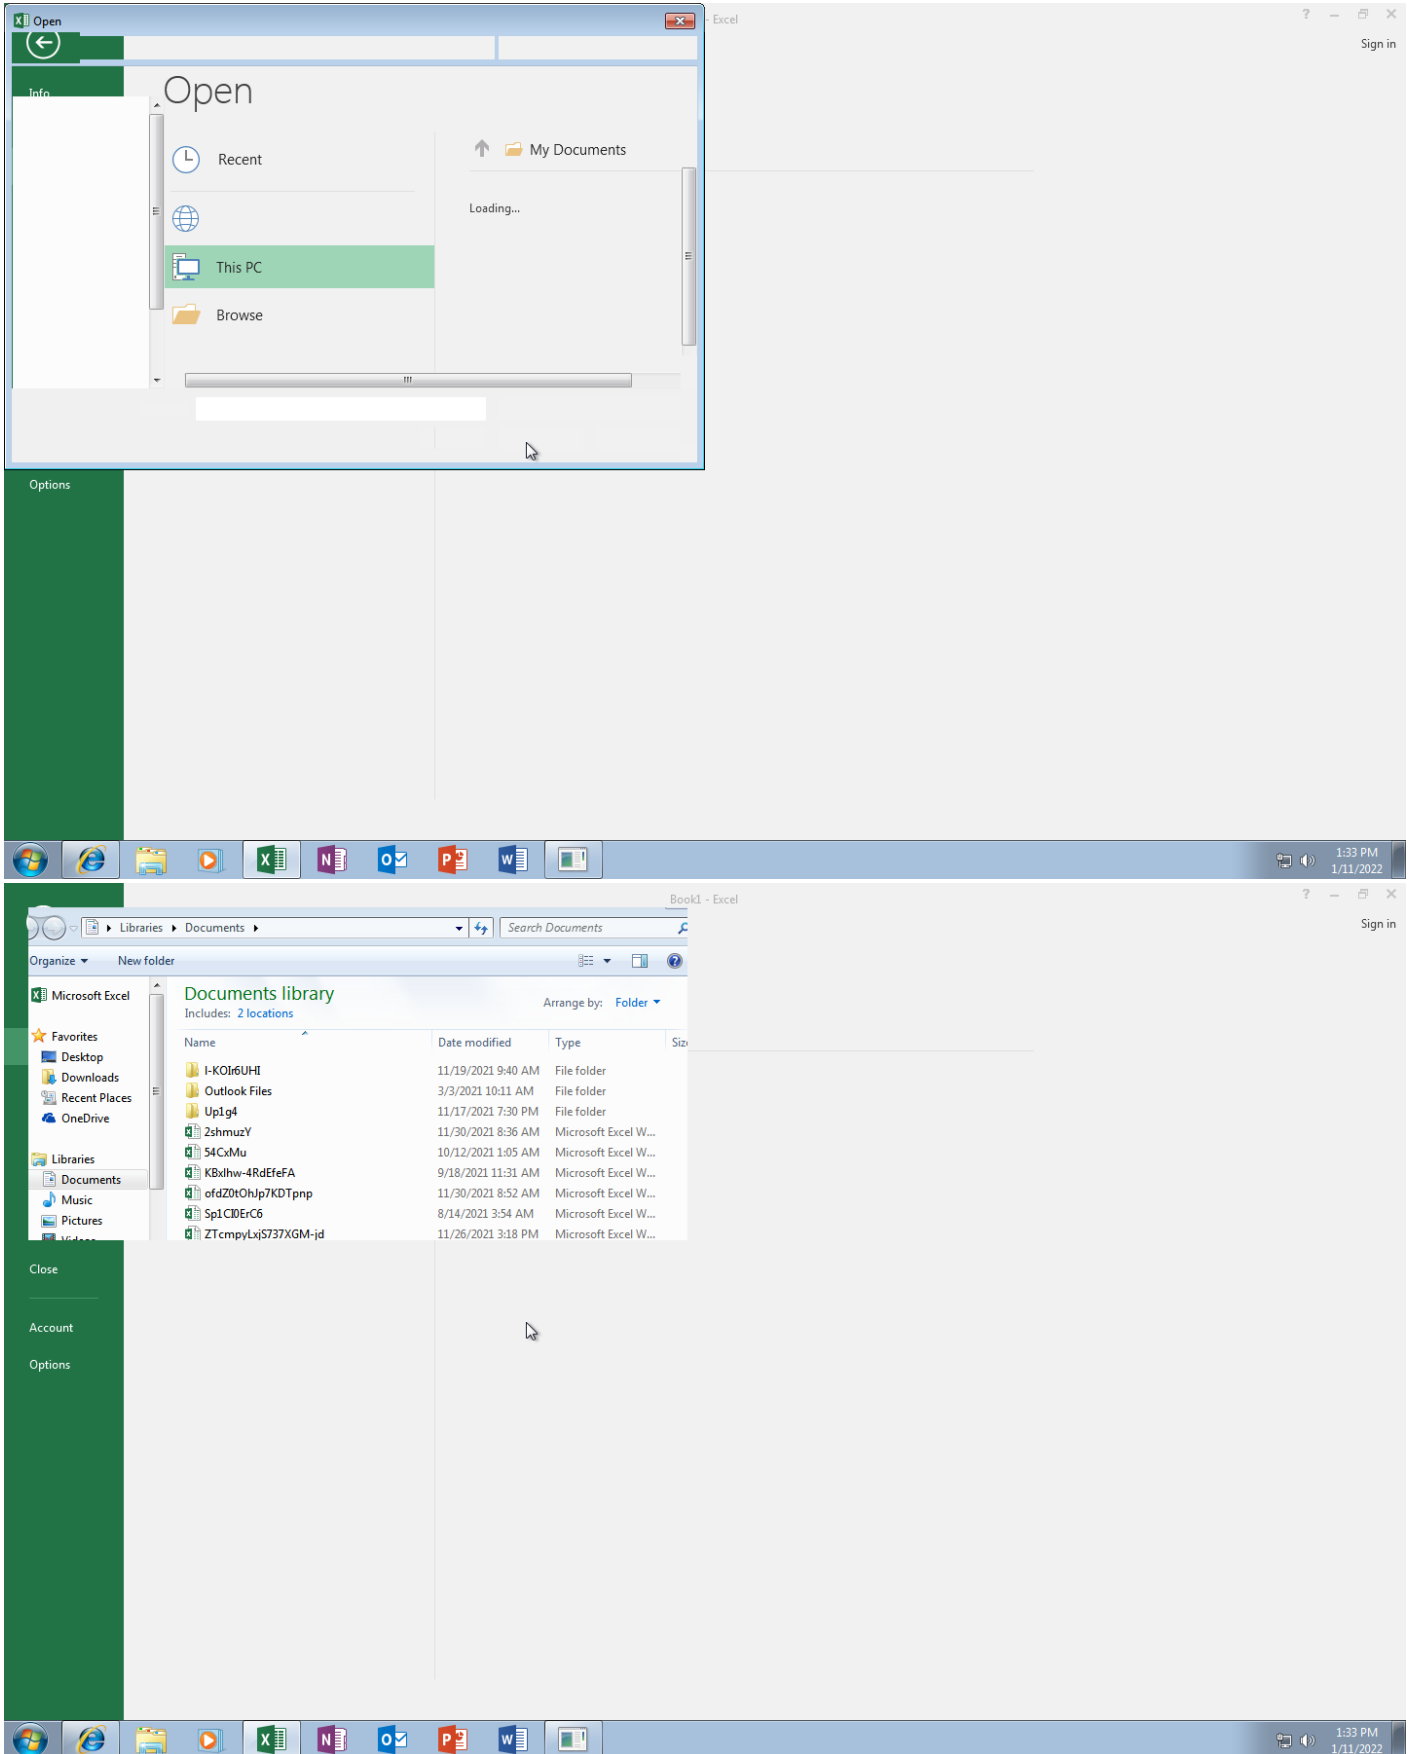 Open
- Excel
Sign in
Info
Open
Recent
My Documents
Loading...
This PC
Browse
Options
1:33 PM
1/11/2022
Book1 - Excel
Sign in
Libraries Documents
Search Documents
Organize New folder
Microsoft Excel
Documents library
Includes: 2 locations
Arrange by: Folder
Favorites
Desktop
Downloads
Recent Places
OneDrive
Libraries
Documents
Music
Pictures
Videos
Name Date modified Type Size
I-KOIr6UHI 11/19/2021 9:40 AM File folder
Outlook Files 3/3/2021 10:11 AM File folder
Up1g4 11/17/2021 7:30 PM File folder
2shmuzY 11/30/2021 8:36 AM Microsoft Excel W...
54CxMu 10/12/2021 1:05 AM Microsoft Excel W...
KBxIhw-4RdEfeFA 9/18/2021 11:31 AM Microsoft Excel W...
ofdZ0tOhJp7KDTpnp 11/30/2021 8:52 AM Microsoft Excel W...
Sp1CI0ErC6 8/14/2021 3:54 AM Microsoft Excel W...
ZTcmpyLxjS737XGM-jd 11/26/2021 3:18 PM Microsoft Excel W...
Close
Account
Options
1:33 PM
1/11/2022